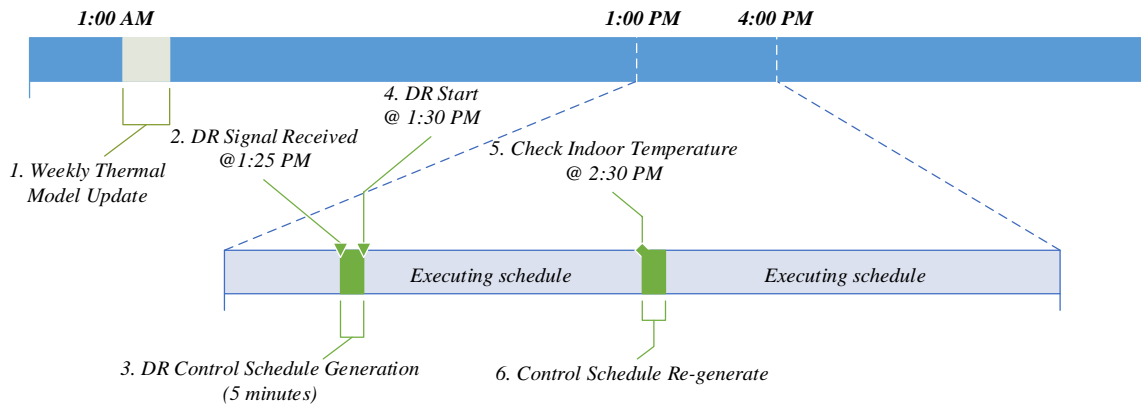 1:00 AM
1:00 PM
4:00 PM
4. DR Start
@ 1:30 PM
2. DR Signal Received
@1:25 PM
5. Check Indoor Temperature
@ 2:30 PM
1. Weekly Thermal
Model Update
Executing schedule
Executing schedule
3. DR Control Schedule Generation
(5 minutes)
6. Control Schedule Re-generate